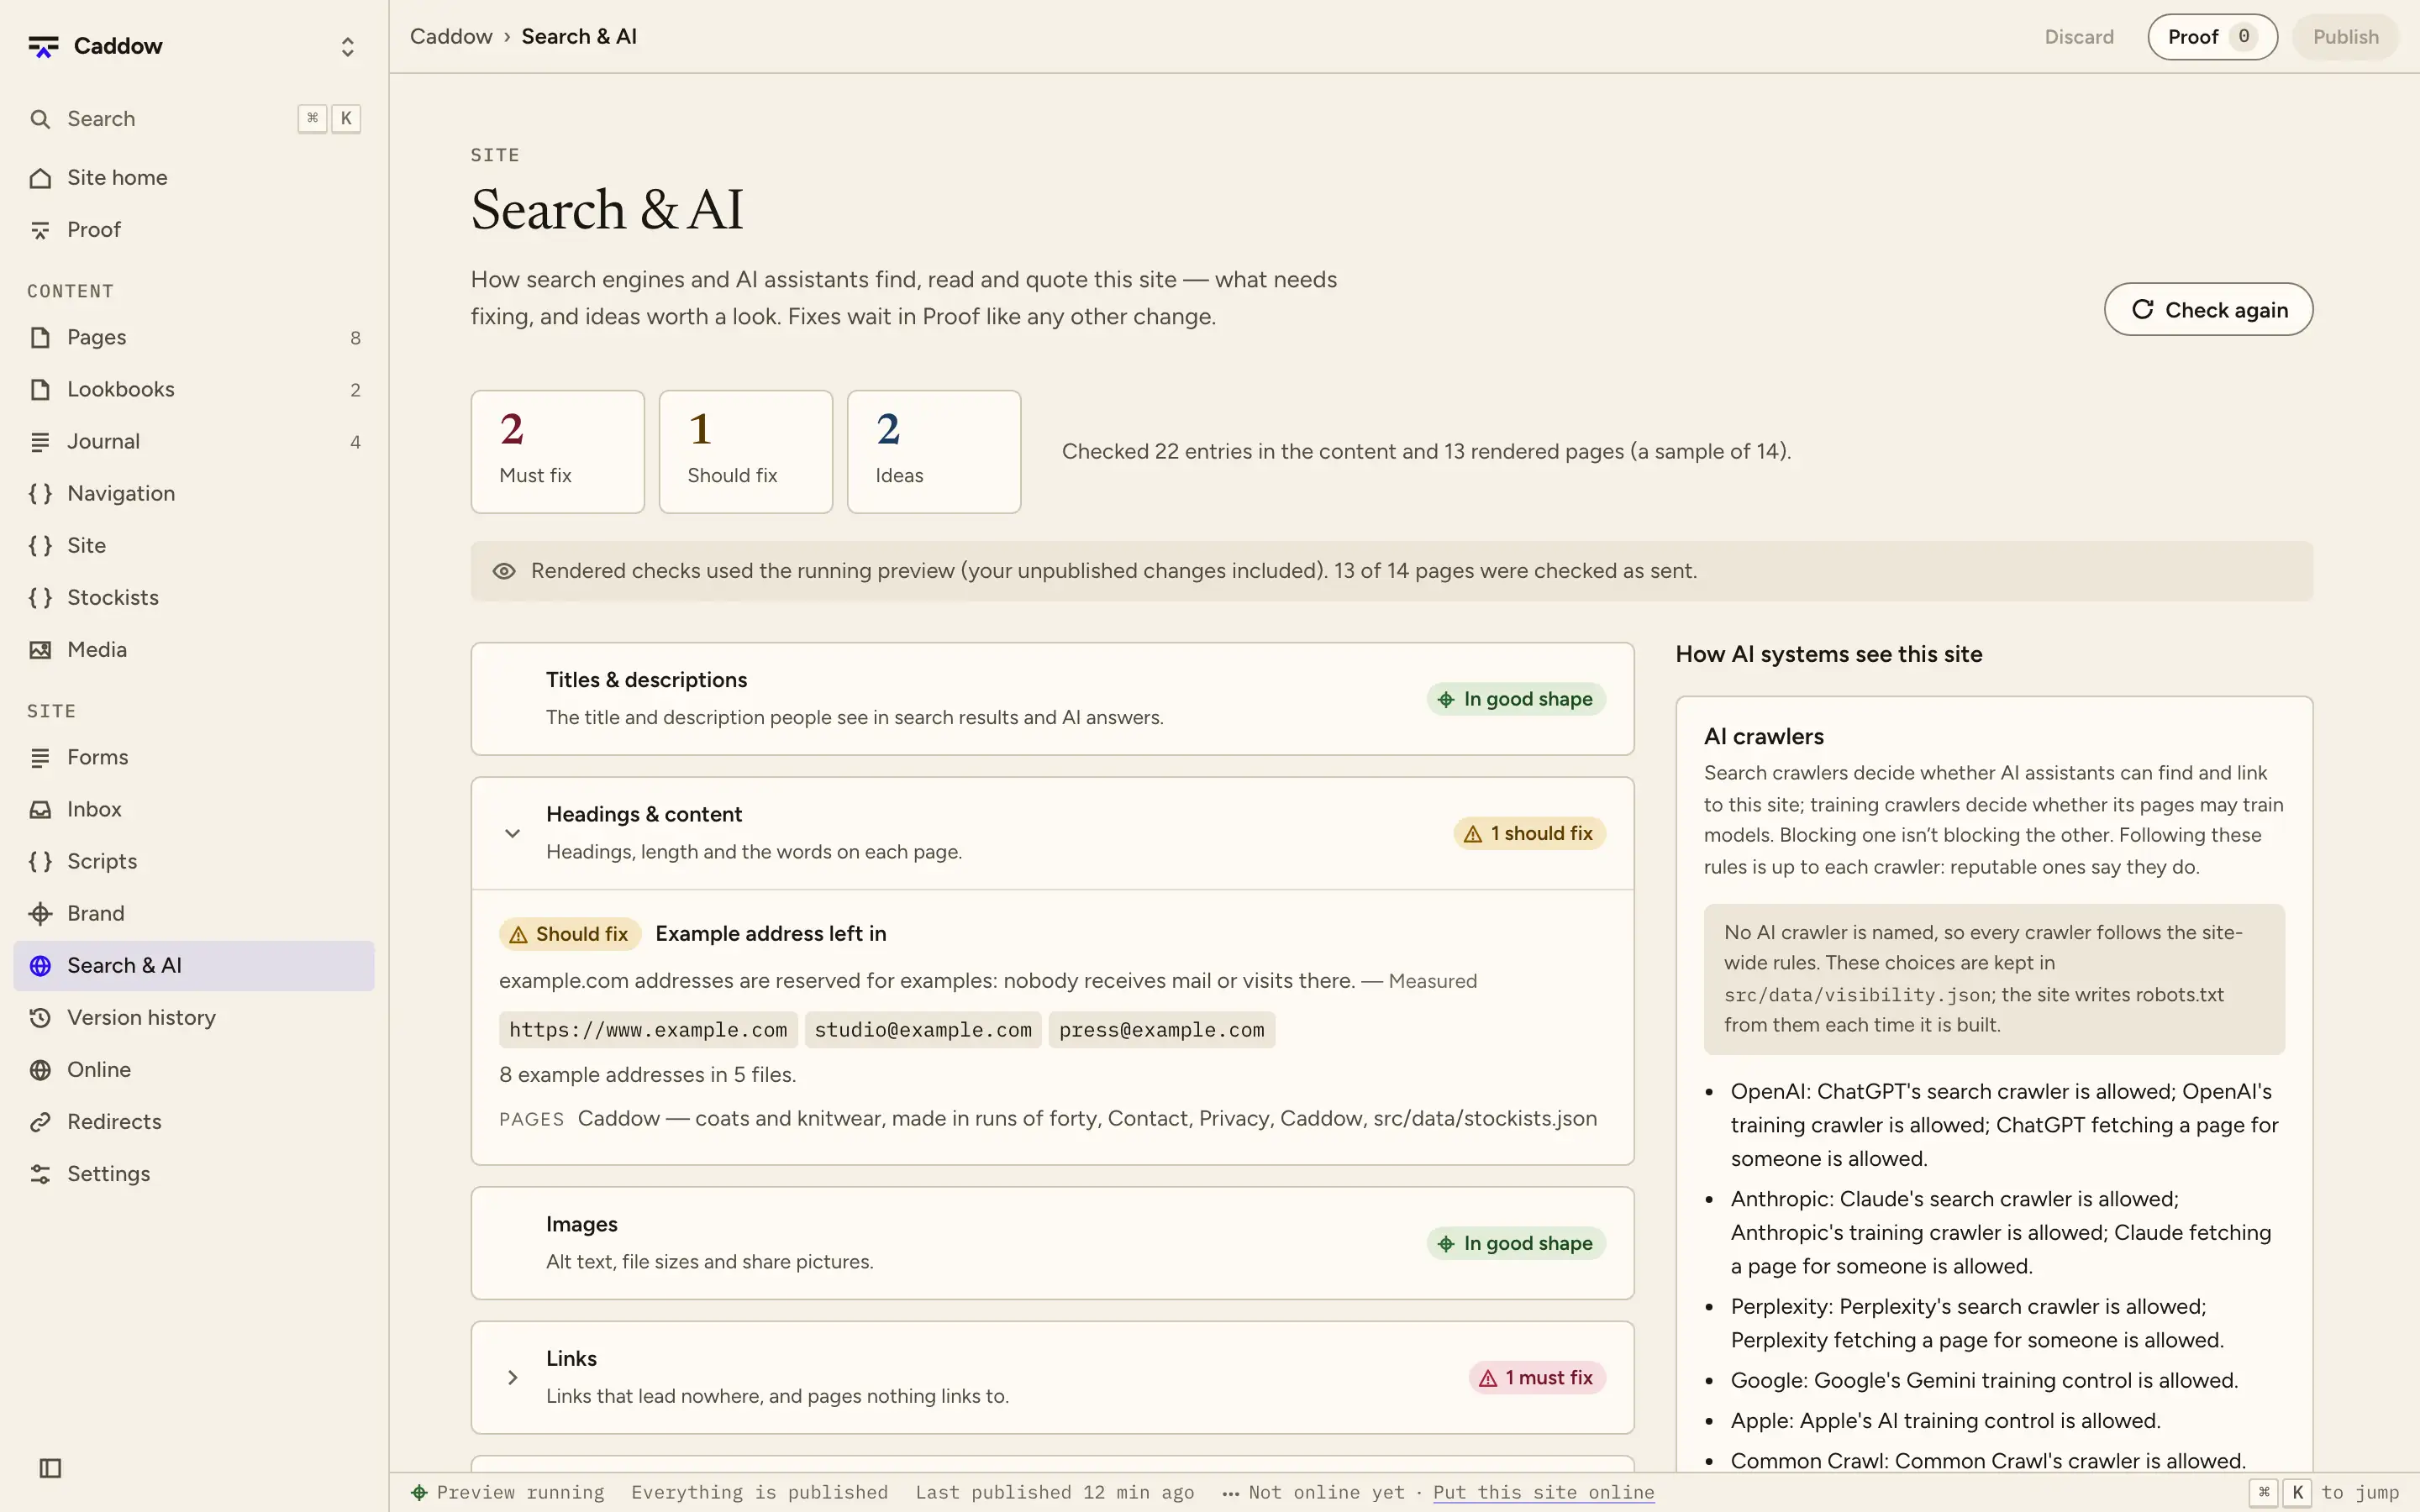 Caddow
Search ⌘ K
Site home
Proof
CONTENT
Pages 8
Lookbooks 2
Journal 4
Navigation
Site
Stockists
Media
SITE
Forms
Inbox
Scripts
Brand
Search & AI
Version history
Online
Redirects
Settings
Caddow › Search & AI
Discard
Proof 0
Publish
SITE
Search & AI
How search engines and AI assistants find, read and quote this site — what needs
fixing, and ideas worth a look. Fixes wait in Proof like any other change.
Check again
2
Must fix
1
Should fix
2
Ideas
Checked 22 entries in the content and 13 rendered pages (a sample of 14).
Rendered checks used the running preview (your unpublished changes included). 13 of 14 pages were checked as sent.
Titles & descriptions
The title and description people see in search results and AI answers.
In good shape
Headings & content
Headings, length and the words on each page.
1 should fix
Should fix Example address left in
example.com addresses are reserved for examples: nobody receives mail or visits there. — Measured
https://www.example.com studio@example.com press@example.com
8 example addresses in 5 files.
PAGES Caddow — coats and knitwear, made in runs of forty, Contact, Privacy, Caddow, src/data/stockists.json
Images
Alt text, file sizes and share pictures.
In good shape
Links
Links that lead nowhere, and pages nothing links to.
1 must fix
How AI systems see this site
AI crawlers
Search crawlers decide whether AI assistants can find and link
to this site; training crawlers decide whether its pages may train
models. Blocking one isn’t blocking the other. Following these
rules is up to each crawler: reputable ones say they do.
No AI crawler is named, so every crawler follows the site-
wide rules. These choices are kept in
src/data/visibility.json; the site writes robots.txt
from them each time it is built.
• OpenAI: ChatGPT's search crawler is allowed; OpenAI's
training crawler is allowed; ChatGPT fetching a page for
someone is allowed.
• Anthropic: Claude's search crawler is allowed;
Anthropic's training crawler is allowed; Claude fetching
a page for someone is allowed.
• Perplexity: Perplexity's search crawler is allowed;
Perplexity fetching a page for someone is allowed.
• Google: Google's Gemini training control is allowed.
• Apple: Apple's AI training control is allowed.
• Common Crawl: Common Crawl's crawler is allowed.
Preview running Everything is published Last published 12 min ago ••• Not online yet · Put this site online
⌘ K to jump